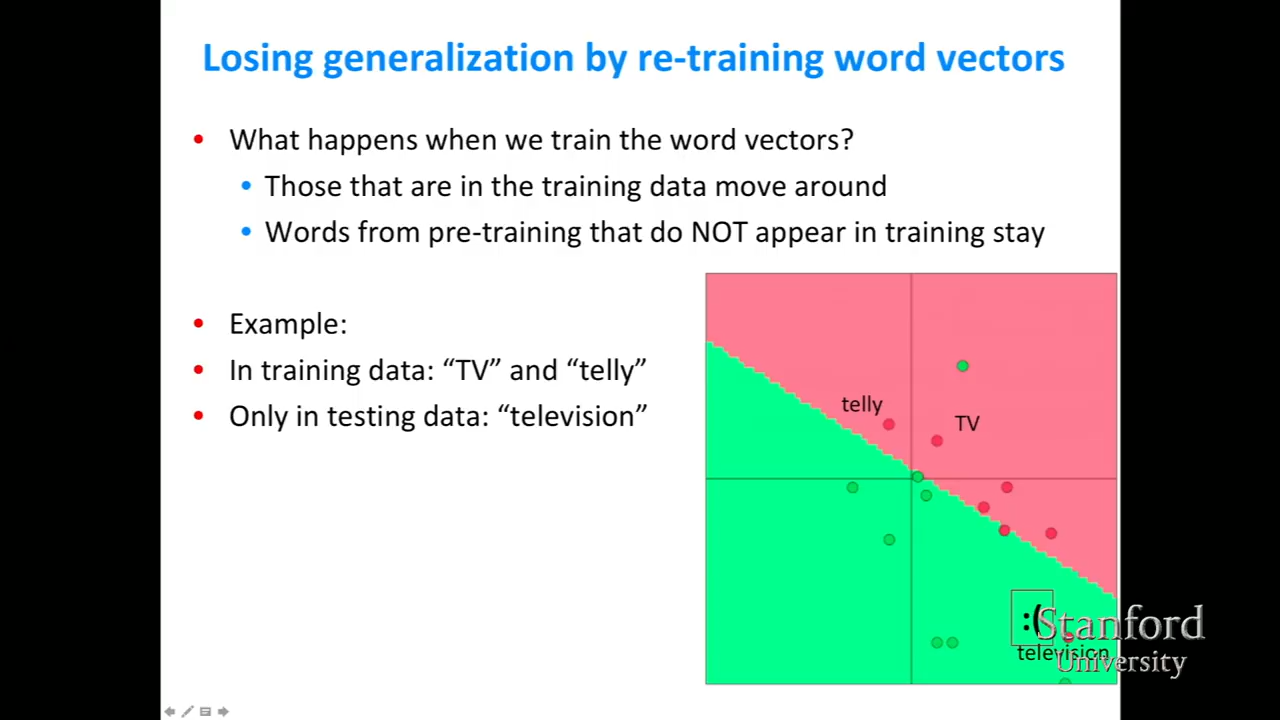 Losing generalization by re-training word vectors
• What happens when we train the word vectors?
• Those that are in the training data move around
• Words from pre-training that do NOT appear in training stay
• Example:
• In training data: “TV” and “telly”
• Only in testing data: “television”
telly
TV
:(
television
Stanford
University